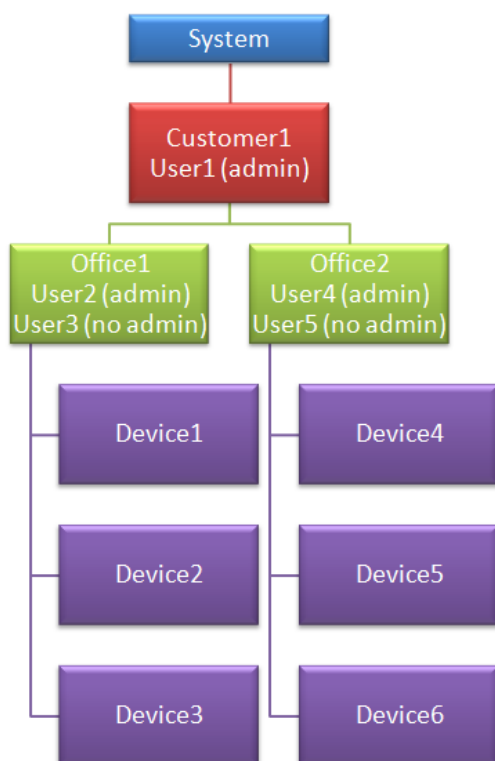 System
Customer1
User1 (admin)
Office1
User2 (admin)
User3 (no admin)
Office2
User4 (admin)
User5 (no admin)
Device1
Device2
Device3
Device4
Device5
Device6